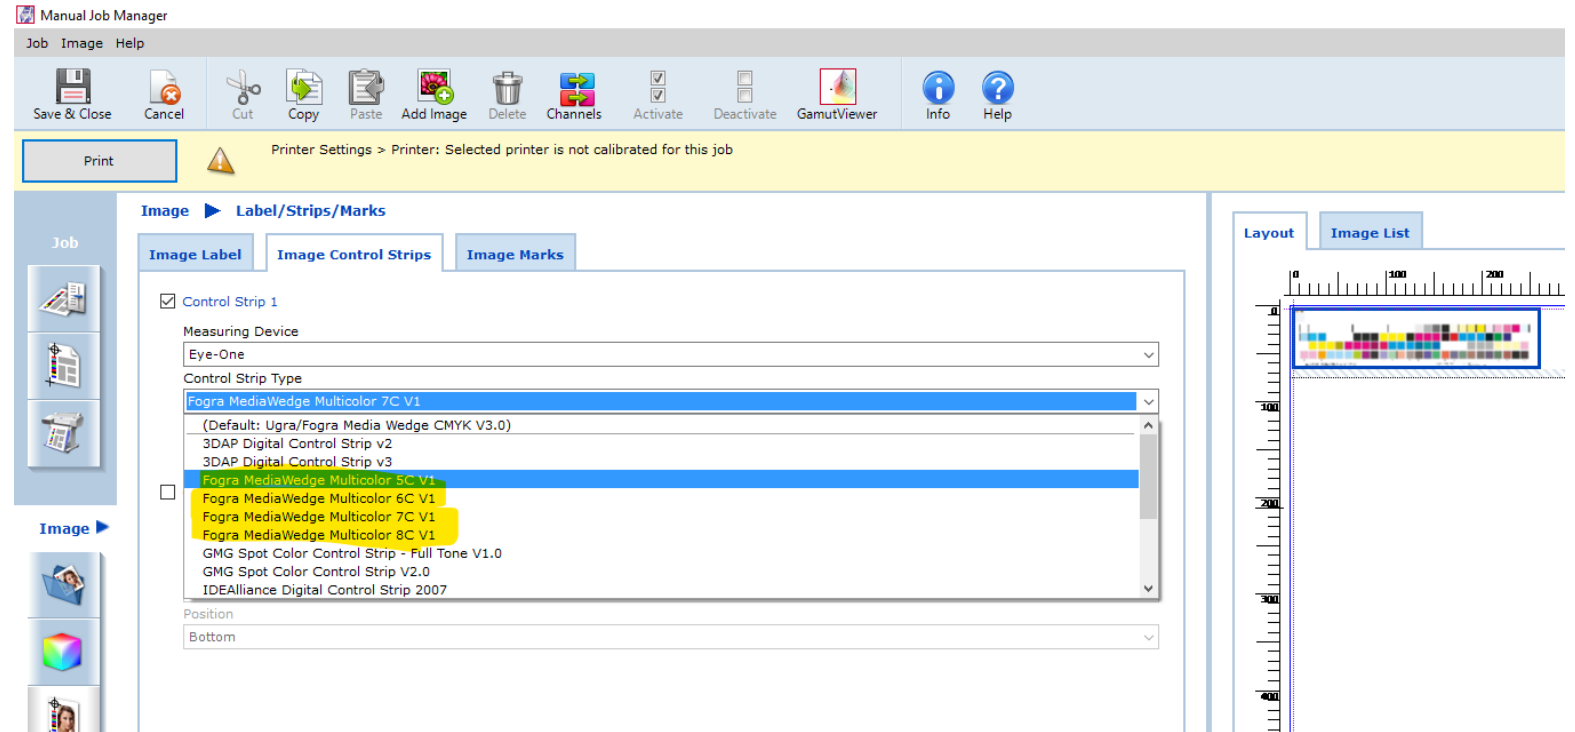 Manual Job Manager
Job Image Help
Save & Close Cancel Cut Copy Paste Add Image Delete Channels Activate Deactivate GamutViewer Info Help
Print
Printer Settings > Printer: Selected printer is not calibrated for this job
Image Label/Strips/Marks
Job
Image Label Image Control Strips Image Marks
Layout Image List
Control Strip 1
Measuring Device
Eye-One
Control Strip Type
Fogra MediaWedge Multicolor 7C V1
(Default: Ugra/Fogra Media Wedge CMYK V3.0)
3DAP Digital Control Strip v2
3DAP Digital Control Strip v3
Fogra MediaWedge Multicolor 5C V1
Fogra MediaWedge Multicolor 6C V1
Fogra MediaWedge Multicolor 7C V1
Fogra MediaWedge Multicolor 8C V1
GMG Spot Color Control Strip - Full Tone V1.0
GMG Spot Color Control Strip V2.0
IDEAlliance Digital Control Strip 2007
Position
Bottom
Image
0 100 200
0
100
200
300
400